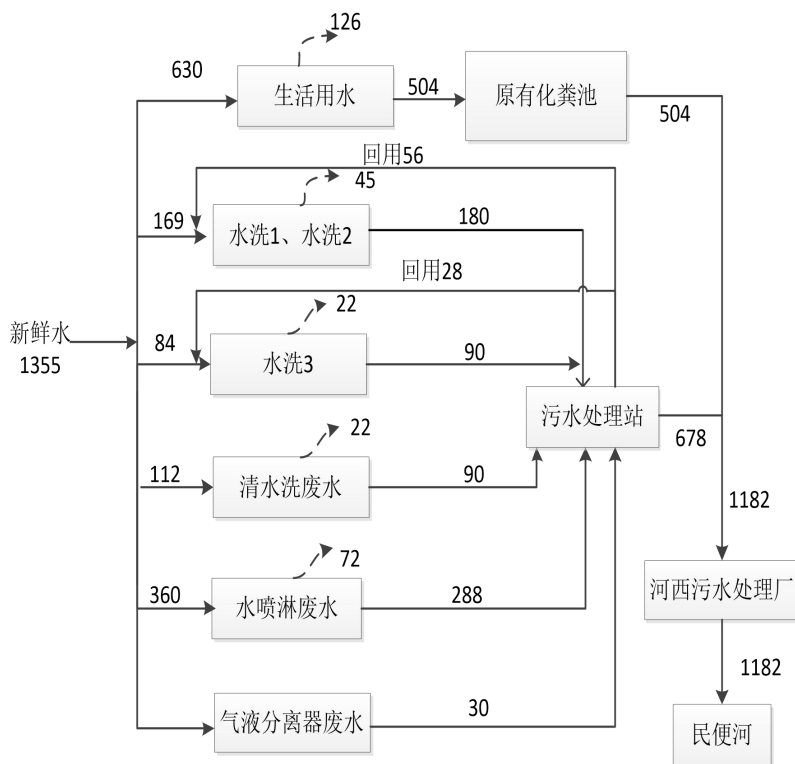 126
630
生活用水
504
原有化粪池
504
回用56
45
169
水洗1、水洗2
180
回用28
22
新鲜水
1355
84
水洗3
90
污水处理站
678
22
112
清水洗废水
90
1182
72
360
水喷淋废水
288
河西污水处理厂
1182
气液分离器废水
30
民便河